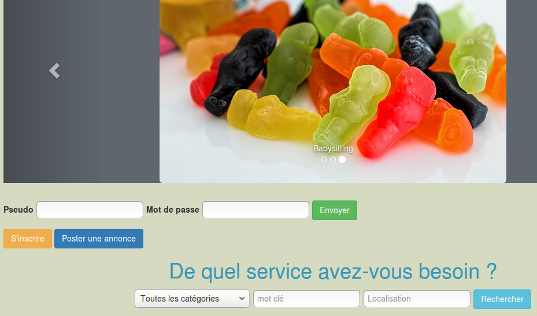 Babysitting
Pseudo Mot de passe Envoyer
S'inscrire Poster une annonce
De quel service avez-vous besoin ?
Toutes les catégories mot clé Localisation Rechercher